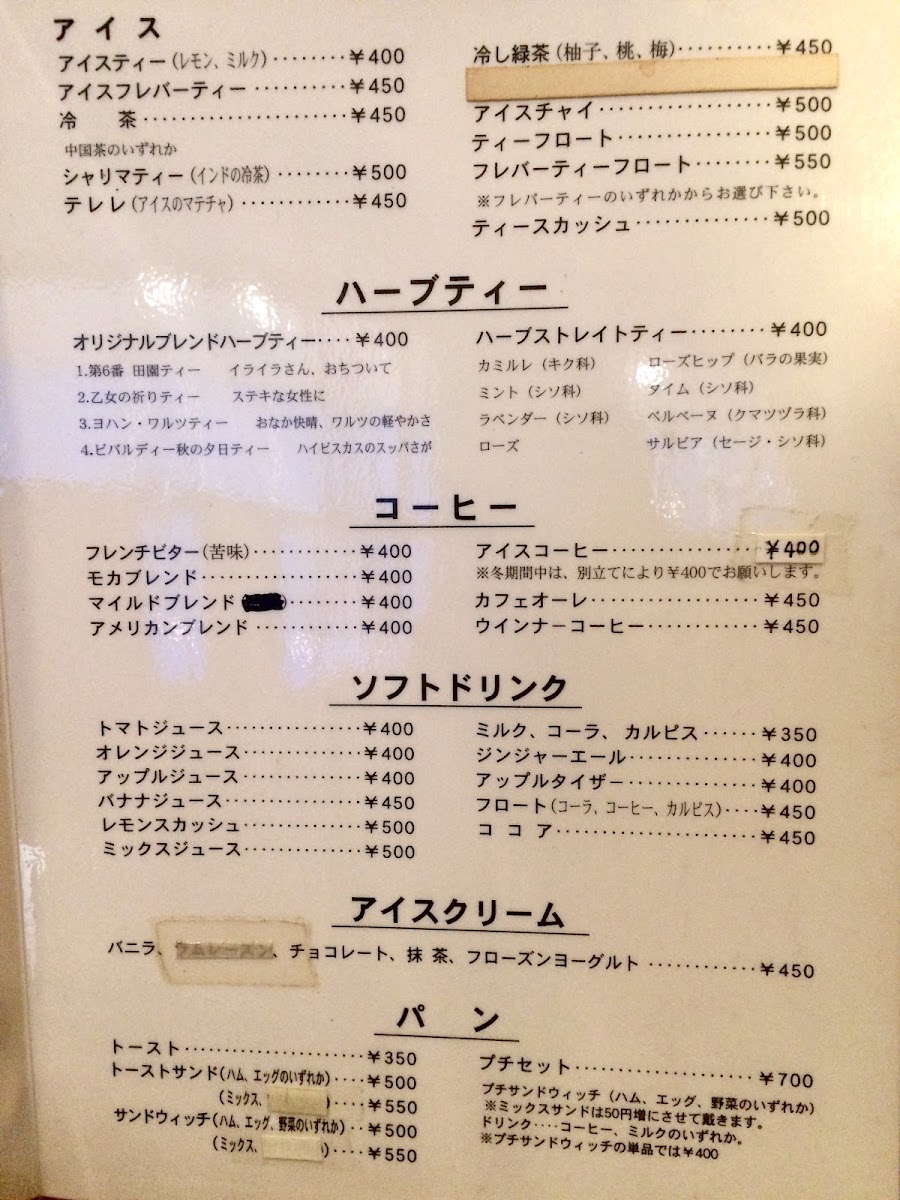 アイス
アイスティー(レモン、ミルク)········¥400
アイスフレバーティー··········¥450
冷　茶····················¥450
中国茶のいずれか
シャリマティー(インドの冷茶)········¥500
テレレ(アイスのマテチャ)············¥450
冷し緑茶(柚子、桃、梅)··········¥450
アイスチャイ·················¥500
ティーフロート···············¥500
フレバーティーフロート·······¥550
※フレバーティーのいずれかからお選び下さい。
ティースカッシュ·············¥500
ハーブティー
オリジナルブレンドハーブティー····¥400
1.第6番 田園ティー　イライラさん、おちついて
2.乙女の祈りティー　ステキな女性に
3.ヨハン・ワルツティー　おなか快晴、ワルツの軽やかさ
4.ビバルディー秋の夕日ティー　ハイビスカスのスッパさが
ハーブストレイトティー········¥400
カミルレ（キク科）　ローズヒップ（バラの果実）
ミント（シソ科）　タイム（シソ科）
ラベンダー（シソ科）　ベルベーヌ（クマツヅラ科）
ローズ　サルビア（セージ・シソ科）
コーヒー
フレンチビター(苦味)···········¥400
モカブレンド·················¥400
マイルドブレンド········¥400
アメリカンブレンド···········¥400
アイスコーヒー···············¥400
※冬期間中は、別立てにより¥400でお願いします。
カフェオーレ·················¥450
ウインナーコーヒー············¥450
ソフトドリンク
トマトジュース···············¥400
オレンジジュース·············¥400
アップルジュース·············¥400
バナナジュース···············¥450
レモンスカッシュ·············¥500
ミックスジュース·············¥500
ミルク、コーラ、カルピス······¥350
ジンジャーエール·············¥400
アップルタイザー·············¥400
フロート(コーラ、コーヒー、カルピス)····¥450
ココア····················¥450
アイスクリーム
バニラ、ラムレーズン、チョコレート、抹茶、フローズンヨーグルト············¥450
パン
トースト····················¥350
トーストサンド(ハム、エッグのいずれか)····¥500
(ミックス、)····¥550
サンドウィッチ(ハム、エッグ、野菜のいずれか)··¥500
(ミックス、)····¥550
プチセット··················¥700
プチサンドウィッチ（ハム、エッグ、野菜のいずれか）
※ミックスサンドは50円増にさせて戴きます。
ドリンク····コーヒー、ミルクのいずれか。
※プチサンドウィッチの単品では¥400